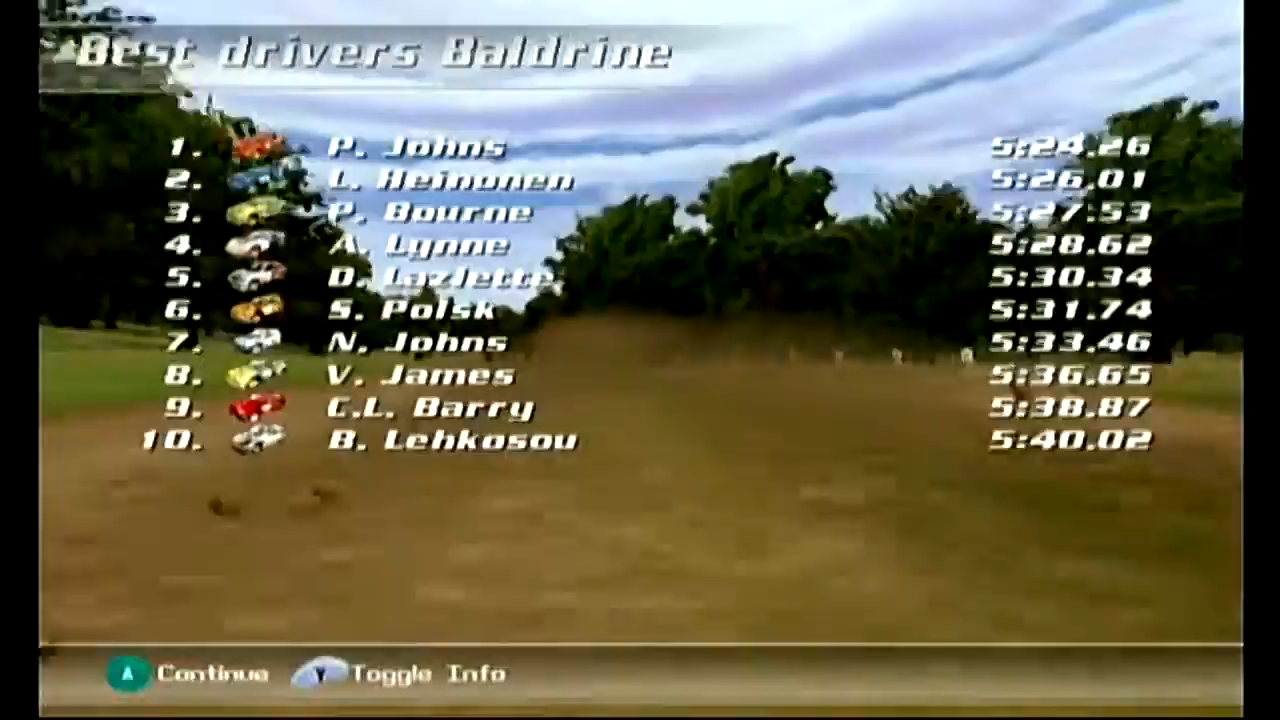 Best drivers Baldrine
1. P. Johns 5:24.26
2. L. Heinonen 5:26.01
3. P. Bourne 5:27:53
4. A. Lynne 5:28.62
5. D. Lazlette 5:30.34
6. S. Polsk 5:31.74
7. N. Johns 5:33.46
8. V. James 5:36.65
9. C.L. Barry 5:38.87
10. B. Lehkosou 5:40.02
A Continue Y Toggle Info